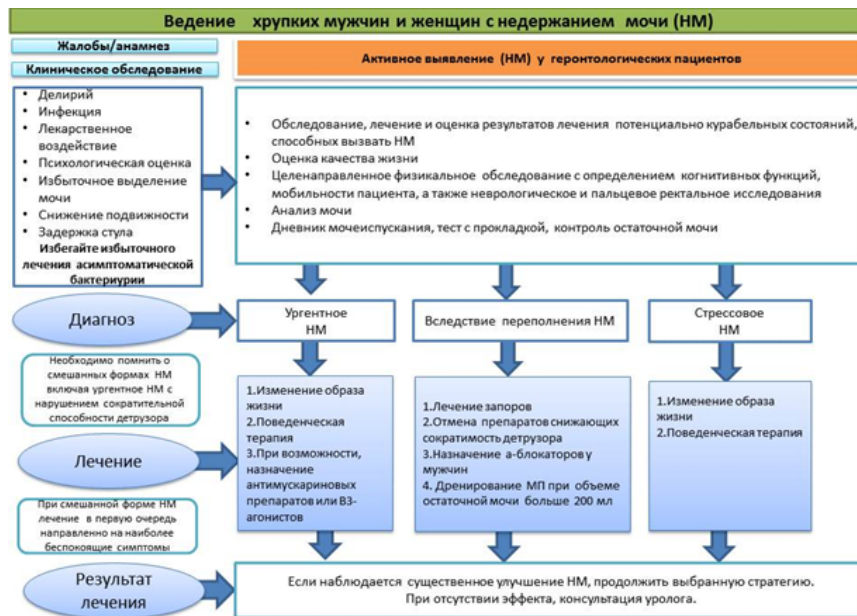 Ведение хрупких мужчин и женщин с недержанием мочи (НМ)
Жалобы/анамнез
Клиническое обследование
Активное выявление (НМ) у геронтологических пациентов
• Делирий
• Инфекция
• Лекарственное
воздействие
• Психологическая оценка
• Избыточное выделение
мочи
• Снижение подвижности
• Задержка стула
Избегайте избыточного
лечения асимптоматической
бактериурии
• Обследование, лечение и оценка результатов лечения потенциально курабельных состояний,
способных вызвать НМ
• Оценка качества жизни
• Целенаправленное физикальное обследование с определением когнитивных функций,
мобильности пациента, а также неврологическое и пальцевое ректальное исследования
• Анализ мочи
• Дневник мочеиспускания, тест с прокладкой, контроль остаточной мочи
Диагноз
Ургентное
НМ
Вследствие переполнения НМ
Стрессовое
НМ
Необходимо помнить о
смешанных формах НМ
включая ургентное НМ с
нарушением сократительной
способности детрузора
Лечение
1.Изменение образа
жизни
2.Поведенческая
терапия
3.При возможности,
назначение
антимускариновых
препаратов или В3-
агонистов
1.Лечение запоров
2.Отмена препаратов снижающих
сократимость детрузора
3.Назначение а-блокаторов у
мужчин
4. Дренирование МП при объеме
остаточной мочи больше 200 мл
1.Изменение образа
жизни
2.Поведенческая терапия
При смешанной форме НМ
лечение в первую очередь
направленно на наиболее
беспокоящие симптомы
Результат
лечения
Если наблюдается существенное улучшение НМ, продолжить выбранную стратегию.
При отсутствии эффекта, консультация уролога.